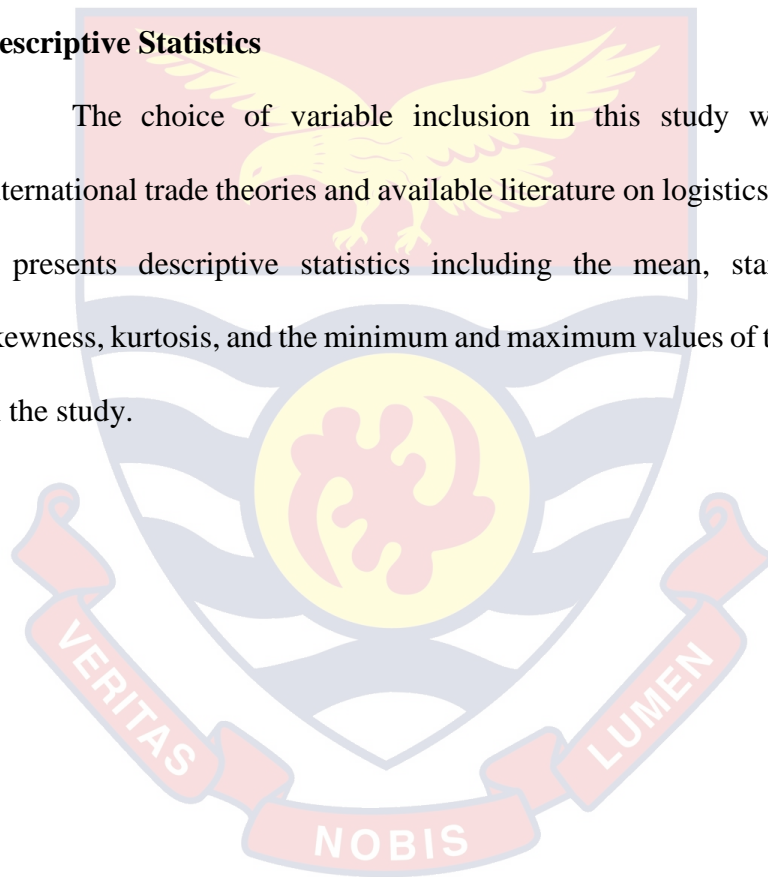 escriptive Statistics
The choice of variable inclusion in this study w
ternational trade theories and available literature on logistics
presents descriptive statistics including the mean, sta
kewness, kurtosis, and the minimum and maximum values of t
the study.
VERITAS
NOBIS
LUMEN